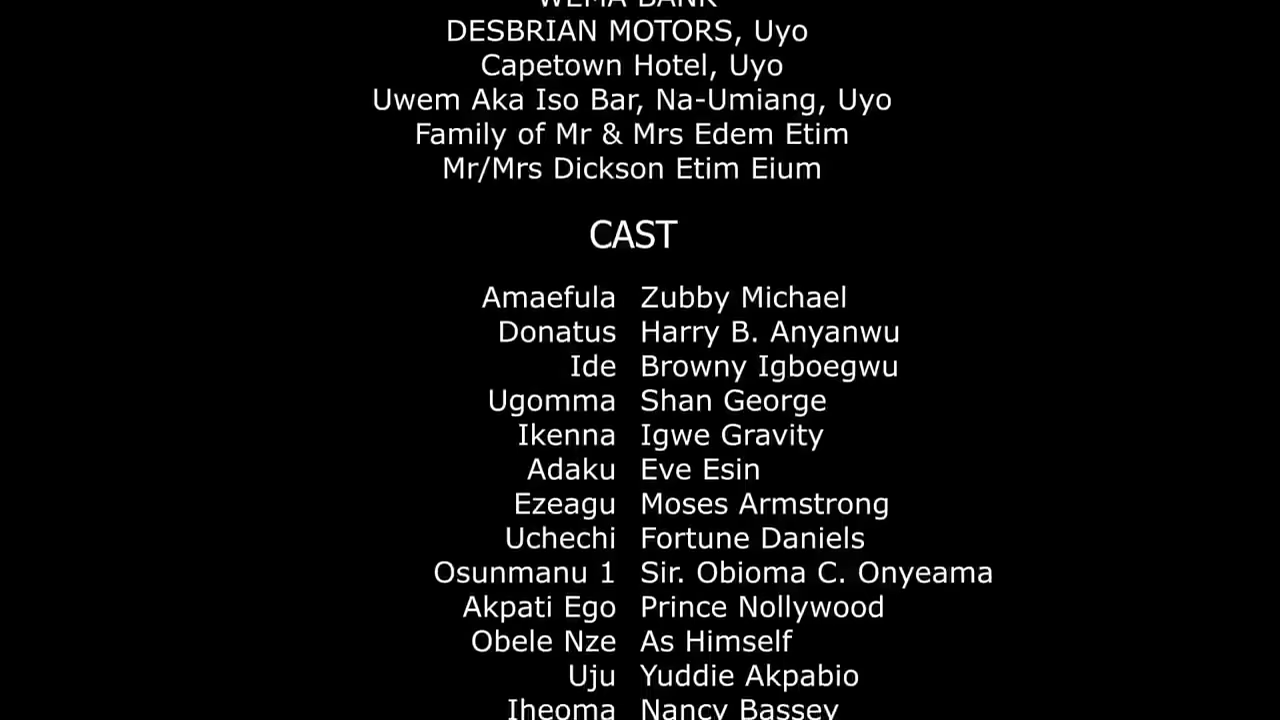 WEMA BANK
DESBRIAN MOTORS, Uyo
Capetown Hotel, Uyo
Uwem Aka Iso Bar, Na-Umiang, Uyo
Family of Mr & Mrs Edem Etim
Mr/Mrs Dickson Etim Eium
CAST
Amaefula Zubby Michael
Donatus Harry B. Anyanwu
Ide Browny Igboegwu
Ugomma Shan George
Ikenna Igwe Gravity
Adaku Eve Esin
Ezeagu Moses Armstrong
Uchechi Fortune Daniels
Osunmanu 1 Sir. Obioma C. Onyeama
Akpati Ego Prince Nollywood
Obele Nze As Himself
Uju Yuddie Akpabio
Iheoma Nancy Bassey